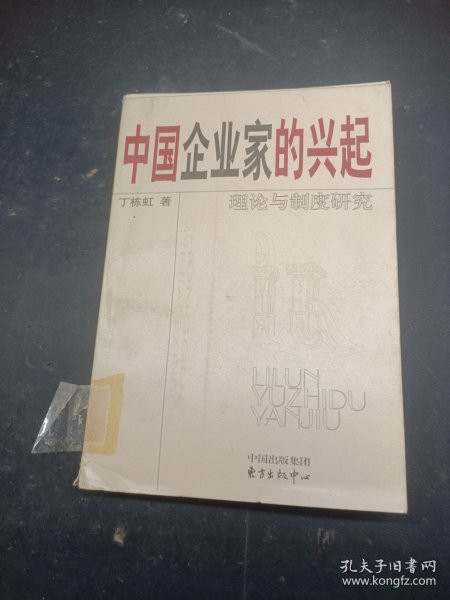 中国企业家的兴起
丁栋虹 著
理论与制度研究
LILUN
YUZHIDU
YANJIU
中国出版集团
东方出版中心
孔夫子旧书网
www.kongfz.com